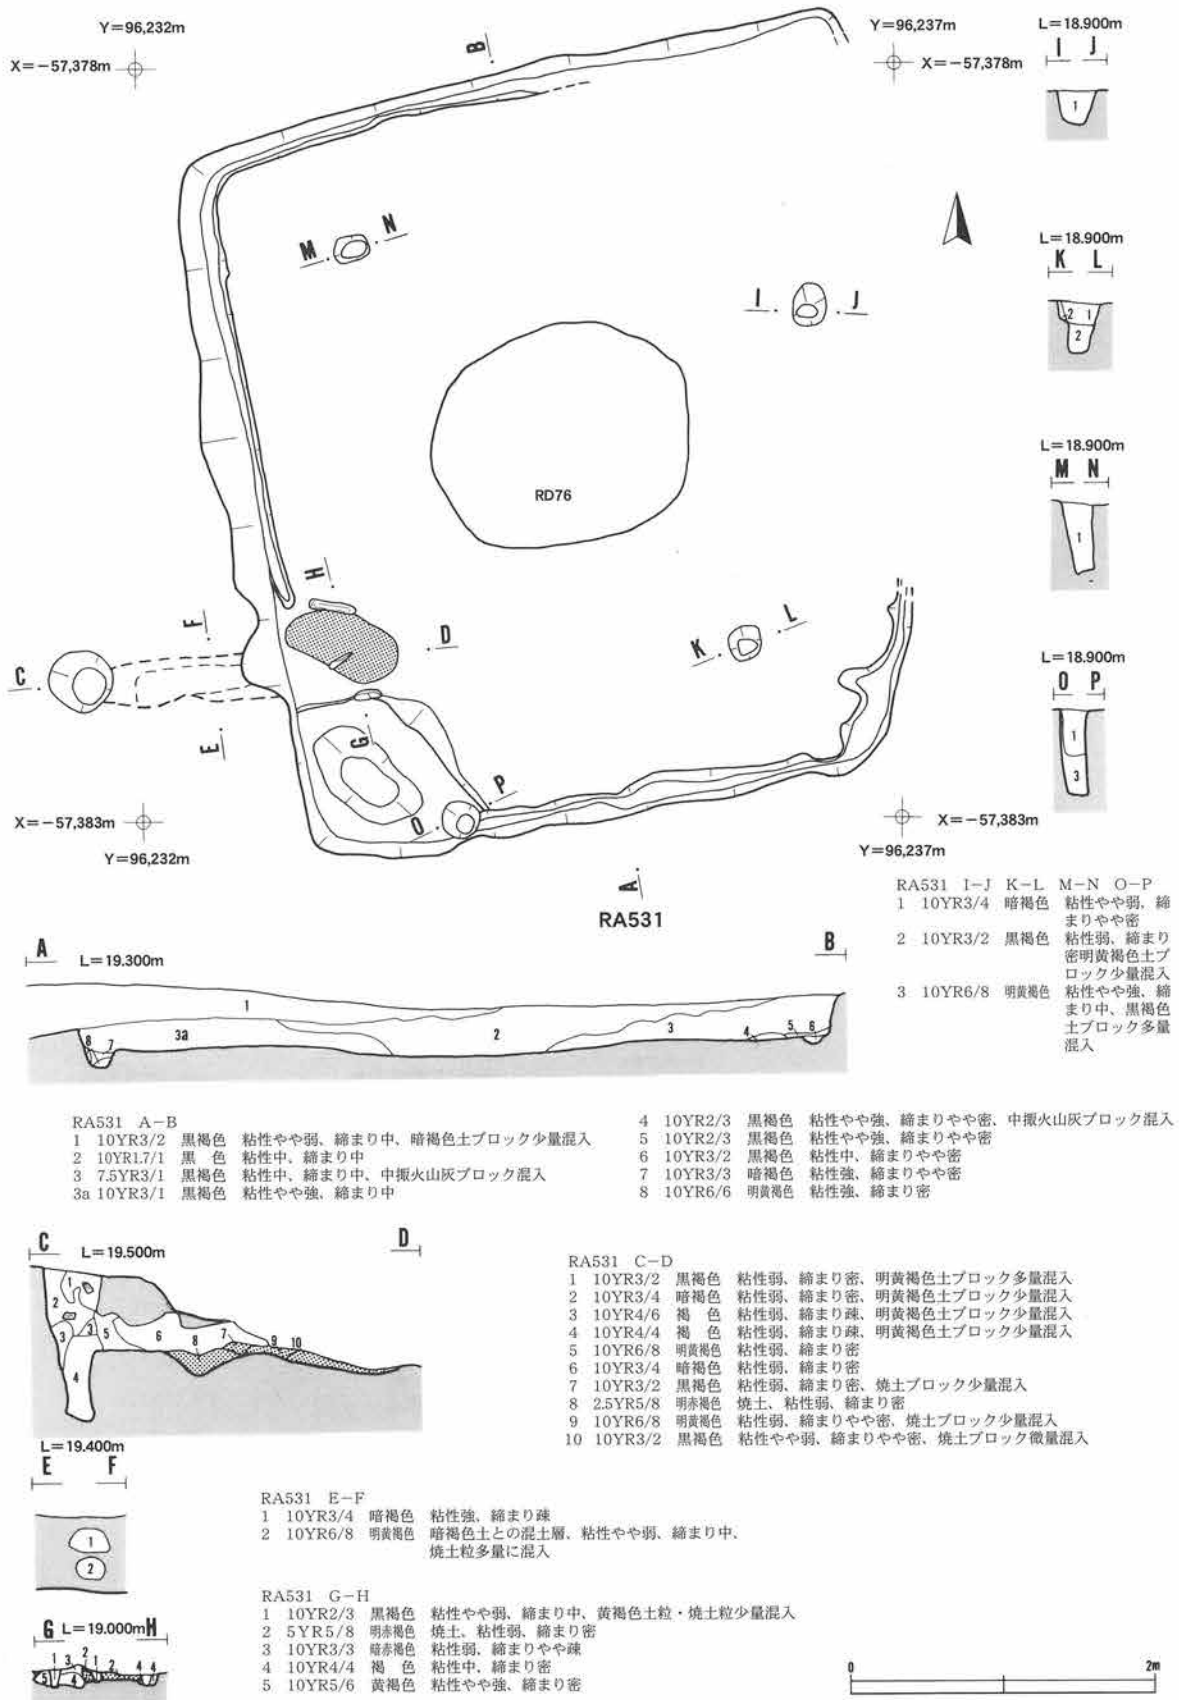 Y=96,232m
Y=96,237m
L=18.900m
X=−57,378m
X=−57,378m
B
I J
1
L=18.900m
K L
2 1
2
M N
I J
RD76
L=18.900m
M N
1
H
F
D
C
K L
E
G
L=18.900m
O P
1
3
P
O
X=−57,383m
Y=96,232m
X=−57,383m
Y=96,237m
A
RA531
RA531 I−J K−L M−N O−P
1 10YR3/4 暗褐色 粘性やや弱、締
まりやや密
2 10YR3/2 黒褐色 粘性弱、締まり
密明黄褐色土ブ
ロック少量混入
3 10YR6/8 明黄褐色 粘性やや強、締
まり中、黒褐色
土ブロック多量
混入
A L=19.300m B
1
3a 2 3 4 5 6
8 7
RA531 A−B
1 10YR3/2 黒褐色 粘性やや弱、締まり中、暗褐色土ブロック少量混入
2 10YR1.7/1 黒 色 粘性中、締まり中
3 7.5YR3/1 黒褐色 粘性中、締まり中、中掫火山灰ブロック混入
3a 10YR3/1 黒褐色 粘性やや強、締まり中
4 10YR2/3 黒褐色 粘性やや強、締まりやや密、中掫火山灰ブロック混入
5 10YR2/3 黒褐色 粘性やや強、締まりやや密
6 10YR3/2 黒褐色 粘性中、締まりやや密
7 10YR3/3 暗褐色 粘性強、締まりやや密
8 10YR6/6 明黄褐色 粘性強、締まり密
C L=19.500m D
1
2
3 3 5 6 8 7 9 10
4
RA531 C−D
1 10YR3/2 黒褐色 粘性弱、締まり密、明黄褐色土ブロック多量混入
2 10YR3/4 暗褐色 粘性弱、締まり密、明黄褐色土ブロック少量混入
3 10YR4/6 褐 色 粘性弱、締まり疎、明黄褐色土ブロック少量混入
4 10YR4/4 褐 色 粘性弱、締まり疎、明黄褐色土ブロック少量混入
5 10YR6/8 明黄褐色 粘性弱、締まり密
6 10YR3/4 暗褐色 粘性弱、締まり密
7 10YR3/2 黒褐色 粘性弱、締まり密、焼土ブロック少量混入
8 2.5YR5/8 明赤褐色 焼土、粘性弱、締まり密
9 10YR6/8 明黄褐色 粘性弱、締まりやや密、焼土ブロック少量混入
10 10YR3/2 黒褐色 粘性やや弱、締まりやや密、焼土ブロック微量混入
L=19.400m
E F
1
2
RA531 E−F
1 10YR3/4 暗褐色 粘性強、締まり疎
2 10YR6/8 明黄褐色 暗褐色土との混土層、粘性やや弱、締まり中、
焼土粒多量に混入
G L=19.000m H
1 3 2 1 2 4 4
5 4
RA531 G−H
1 10YR2/3 黒褐色 粘性やや弱、締まり中、黄褐色土粒・焼土粒少量混入
2 5YR5/8 明赤褐色 焼土、粘性弱、締まり密
3 10YR3/3 暗赤褐色 粘性弱、締まりやや疎
4 10YR4/4 褐 色 粘性中、締まり密
5 10YR5/6 黄褐色 粘性やや強、締まり密
0 2m